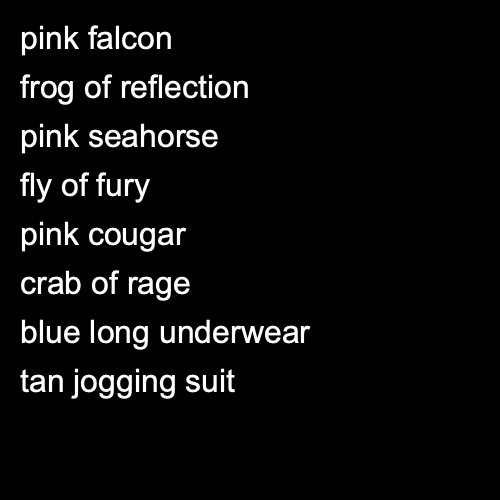 pink falcon
frog of reflection
pink seahorse
fly of fury
pink cougar
crab of rage
blue long underwear
tan jogging suit